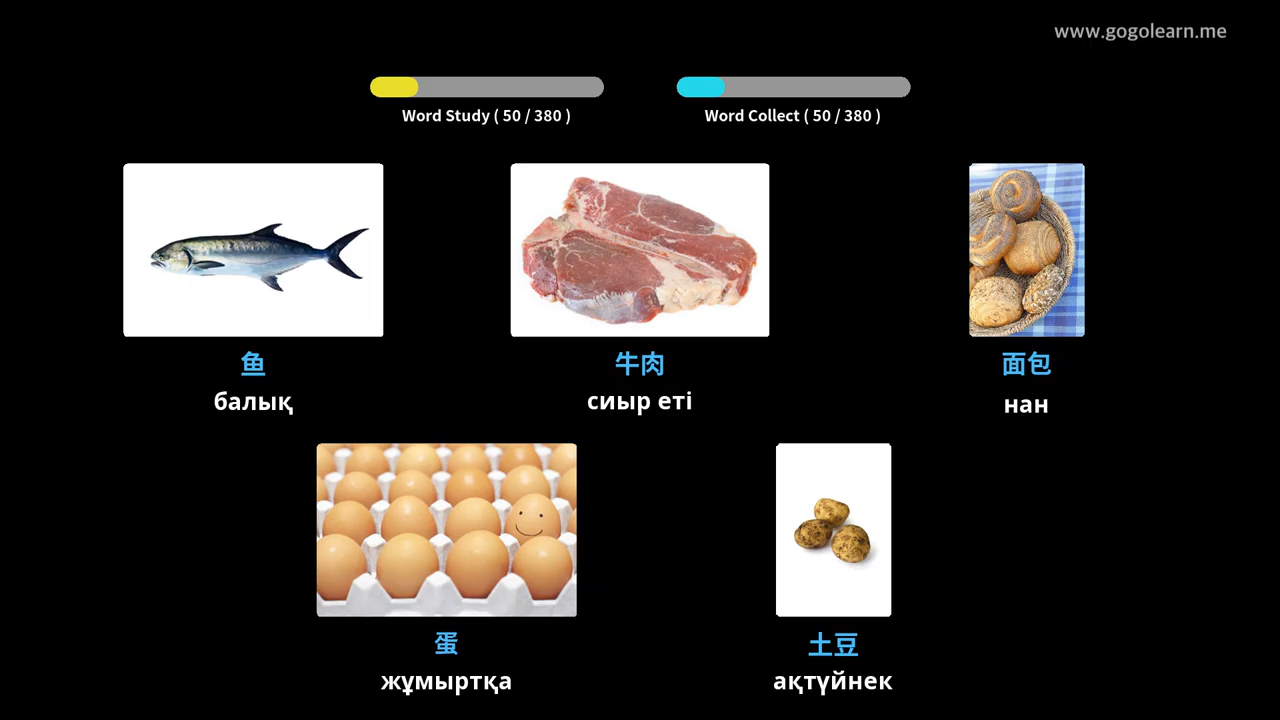 www.gogolearn.me
Word Study ( 50 / 380 )
Word Collect ( 50 / 380 )
鱼
балық
牛肉
сиыр еті
面包
нан
蛋
жұмыртқа
土豆
ақтүйнек